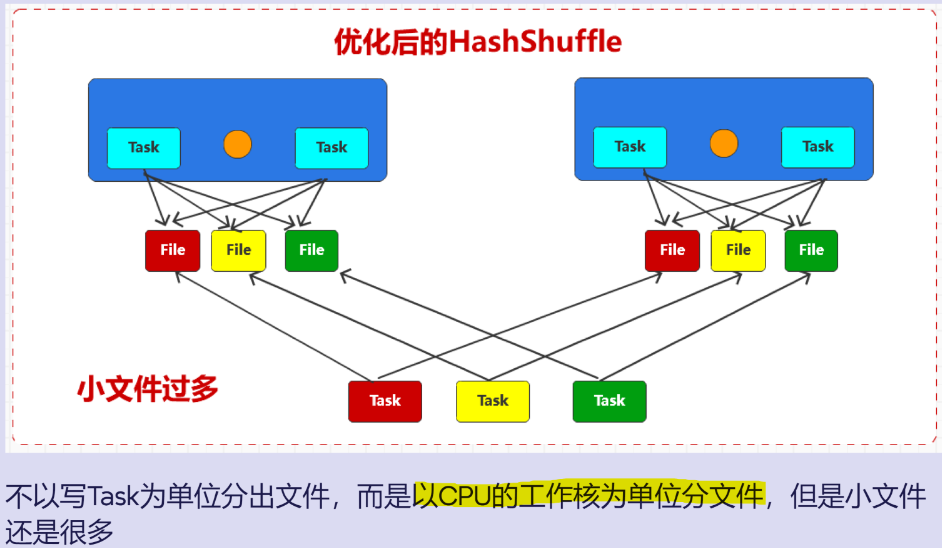 优化后的HashShuffle
Task Task Task Task
File File File File File File
小文件过多
Task Task Task
不以写Task为单位分出文件，而是以CPU的工作核为单位分文件，但是小文件
还是很多